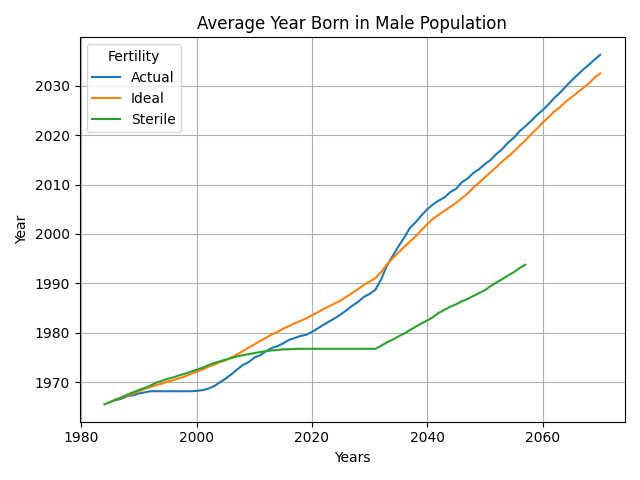 Average Year Born in Male Population
Fertility
Actual
Ideal
Sterile
2030
2020
2010
2000
1990
1980
1970
Year
1980 2000 2020 2040 2060
Years